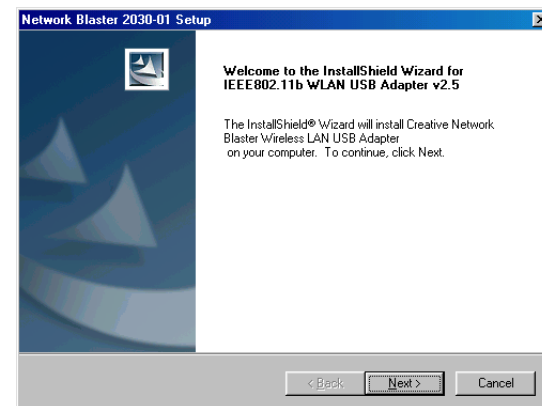 Network Blaster 2030-01 Setup
Welcome to the InstallShield Wizard for
IEEE802.11b WLAN USB Adapter v2.5
The InstallShield® Wizard will install Creative Network
Blaster Wireless LAN USB Adapter
on your computer. To continue, click Next.
< Back Next > Cancel